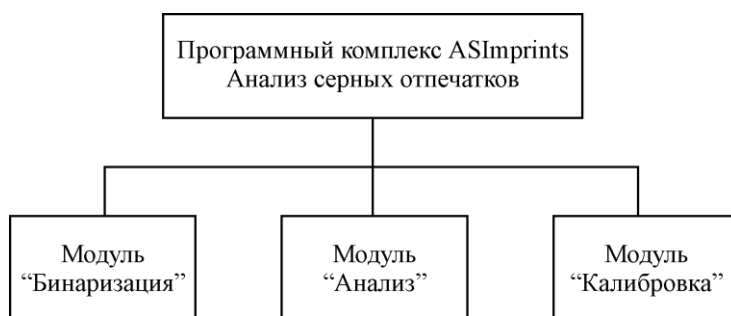 Программный комплекс ASImprints
Анализ серных отпечатков
Модуль
“Бинаризация”
Модуль
“Анализ”
Модуль
“Калибровка”